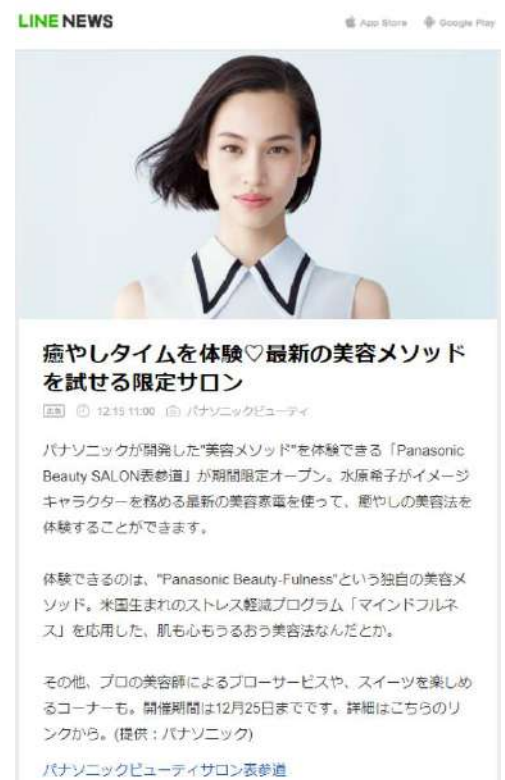 LINE NEWS
App Store
Google Play
癒やしタイムを体験♡最新の美容メソッド
を試せる限定サロン
広告 12.15 11:00 パナソニックビューティ
パナソニックが開発した"美容メソッド"を体験できる「Panasonic
Beauty SALON表参道」が期間限定オープン。水原希子がイメージ
キャラクターを務める最新の美容家電を使って、癒やしの美容法を
体験することができます。
体験できるのは、"Panasonic Beauty-Fulness"という独自の美容メ
ソッド。米国生まれのストレス軽減プログラム「マインドフルネ
ス」を応用した、肌も心もうるおう美容法なんだとか。
その他、プロの美容師によるブローサービスや、スイーツを楽しめ
るコーナーも。開催期間は12月25日までです。詳細はこちらのリ
ンクから。(提供：パナソニック)
パナソニックビューティサロン表参道